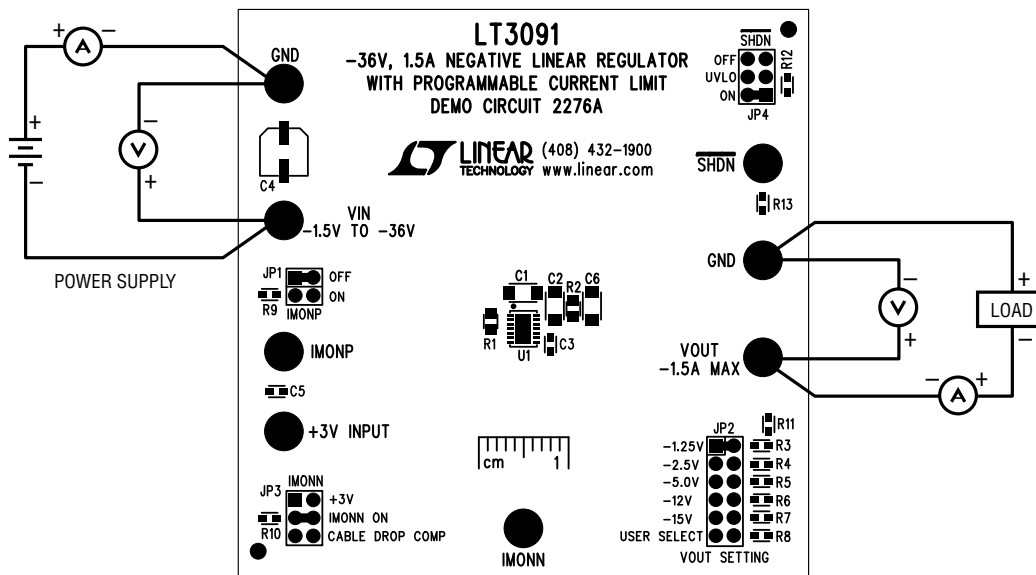 LT3091
-36V, 1.5A NEGATIVE LINEAR REGULATOR
WITH PROGRAMMABLE CURRENT LIMIT
DEMO CIRCUIT 2276A
LINEAR
TECHNOLOGY
(408) 432-1900
www.linear.com
+ A -
GND
+
-
-
V
+
C4
VIN
-1.5V TO -36V
POWER SUPPLY
JP1
OFF
ON
R9
IMONP
IMONP
C5
+3V INPUT
IMONN
JP3
+3V
IMONN ON
CABLE DROP COMP
R10
SHDN
OFF
UVLO
ON
R12
JP4
SHDN
R13
GND
C1
C2
R2
C6
R1
U1
C3
VOUT
-1.5A MAX
-
V
+
+
LOAD
-
- A +
cm 1
IMONN
R11
JP2
-1.25V R3
-2.5V R4
-5.0V R5
-12V R6
-15V R7
USER SELECT R8
VOUT SETTING